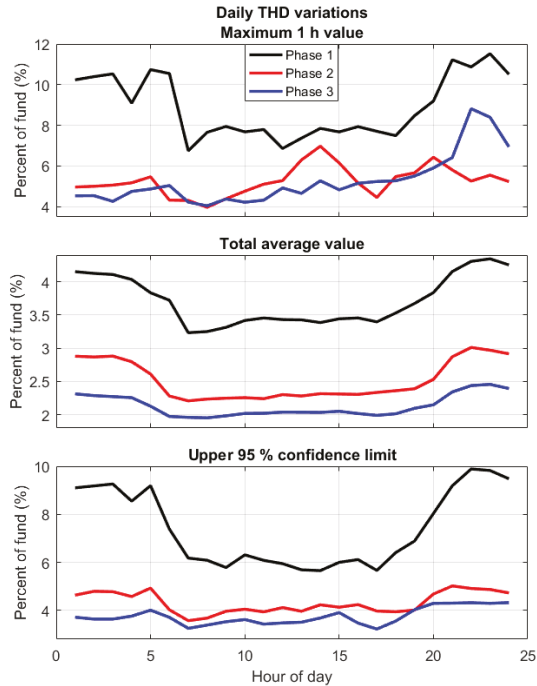 Daily THD variations
Maximum 1 h value
12
10
8
6
4
Percent of fund (%)
Phase 1
Phase 2
Phase 3
Total average value
4
3.5
3
2.5
2
Percent of fund (%)
Upper 95 % confidence limit
10
8
6
4
Percent of fund (%)
0 5 10 15 20 25
Hour of day